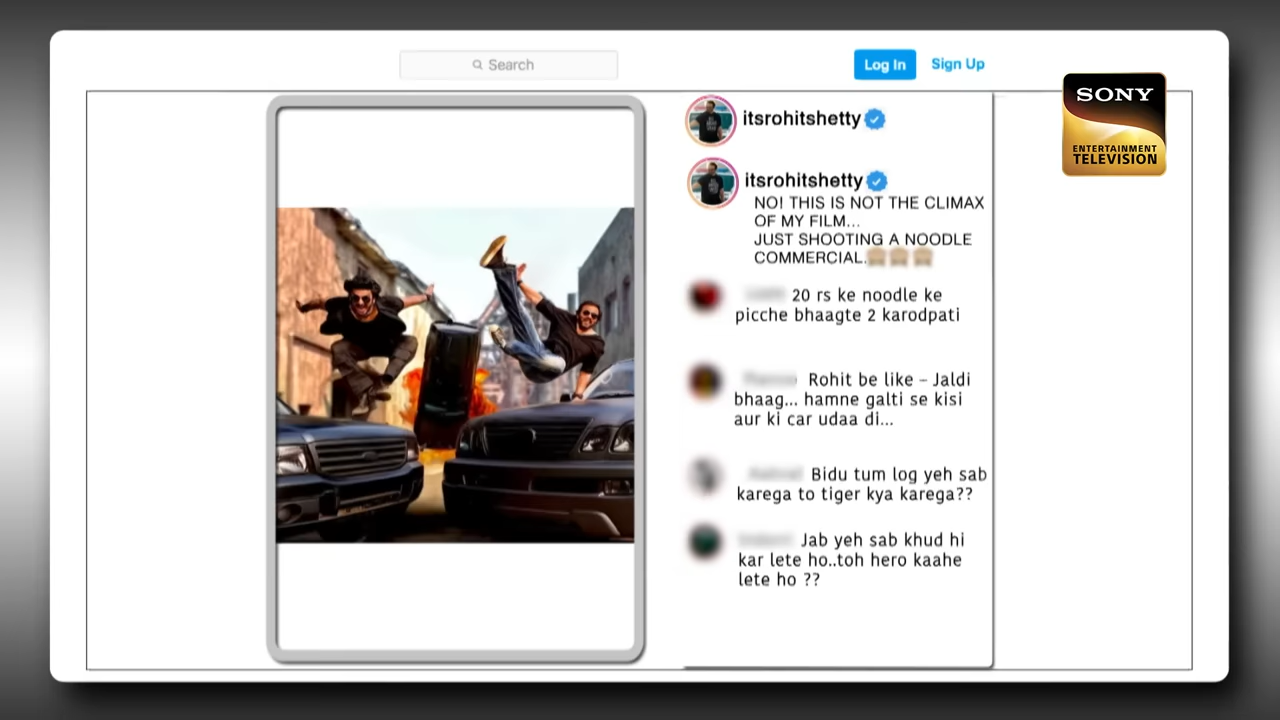 Search
Log In
Sign Up
SONY
ENTERTAINMENT
TELEVISION
itsrohitshetty
itsrohitshetty
NO! THIS IS NOT THE CLIMAX
OF MY FILM...
JUST SHOOTING A NOODLE
COMMERCIAL.
20 rs ke noodle ke
picche bhaagte 2 karodpati
Rohit be like – Jaldi
bhaag... hamne galti se kisi
aur ki car udaa di...
Bidu tum log yeh sab
karega to tiger kya karega??
Jab yeh sab khud hi
kar lete ho..toh hero kaahe
lete ho ??